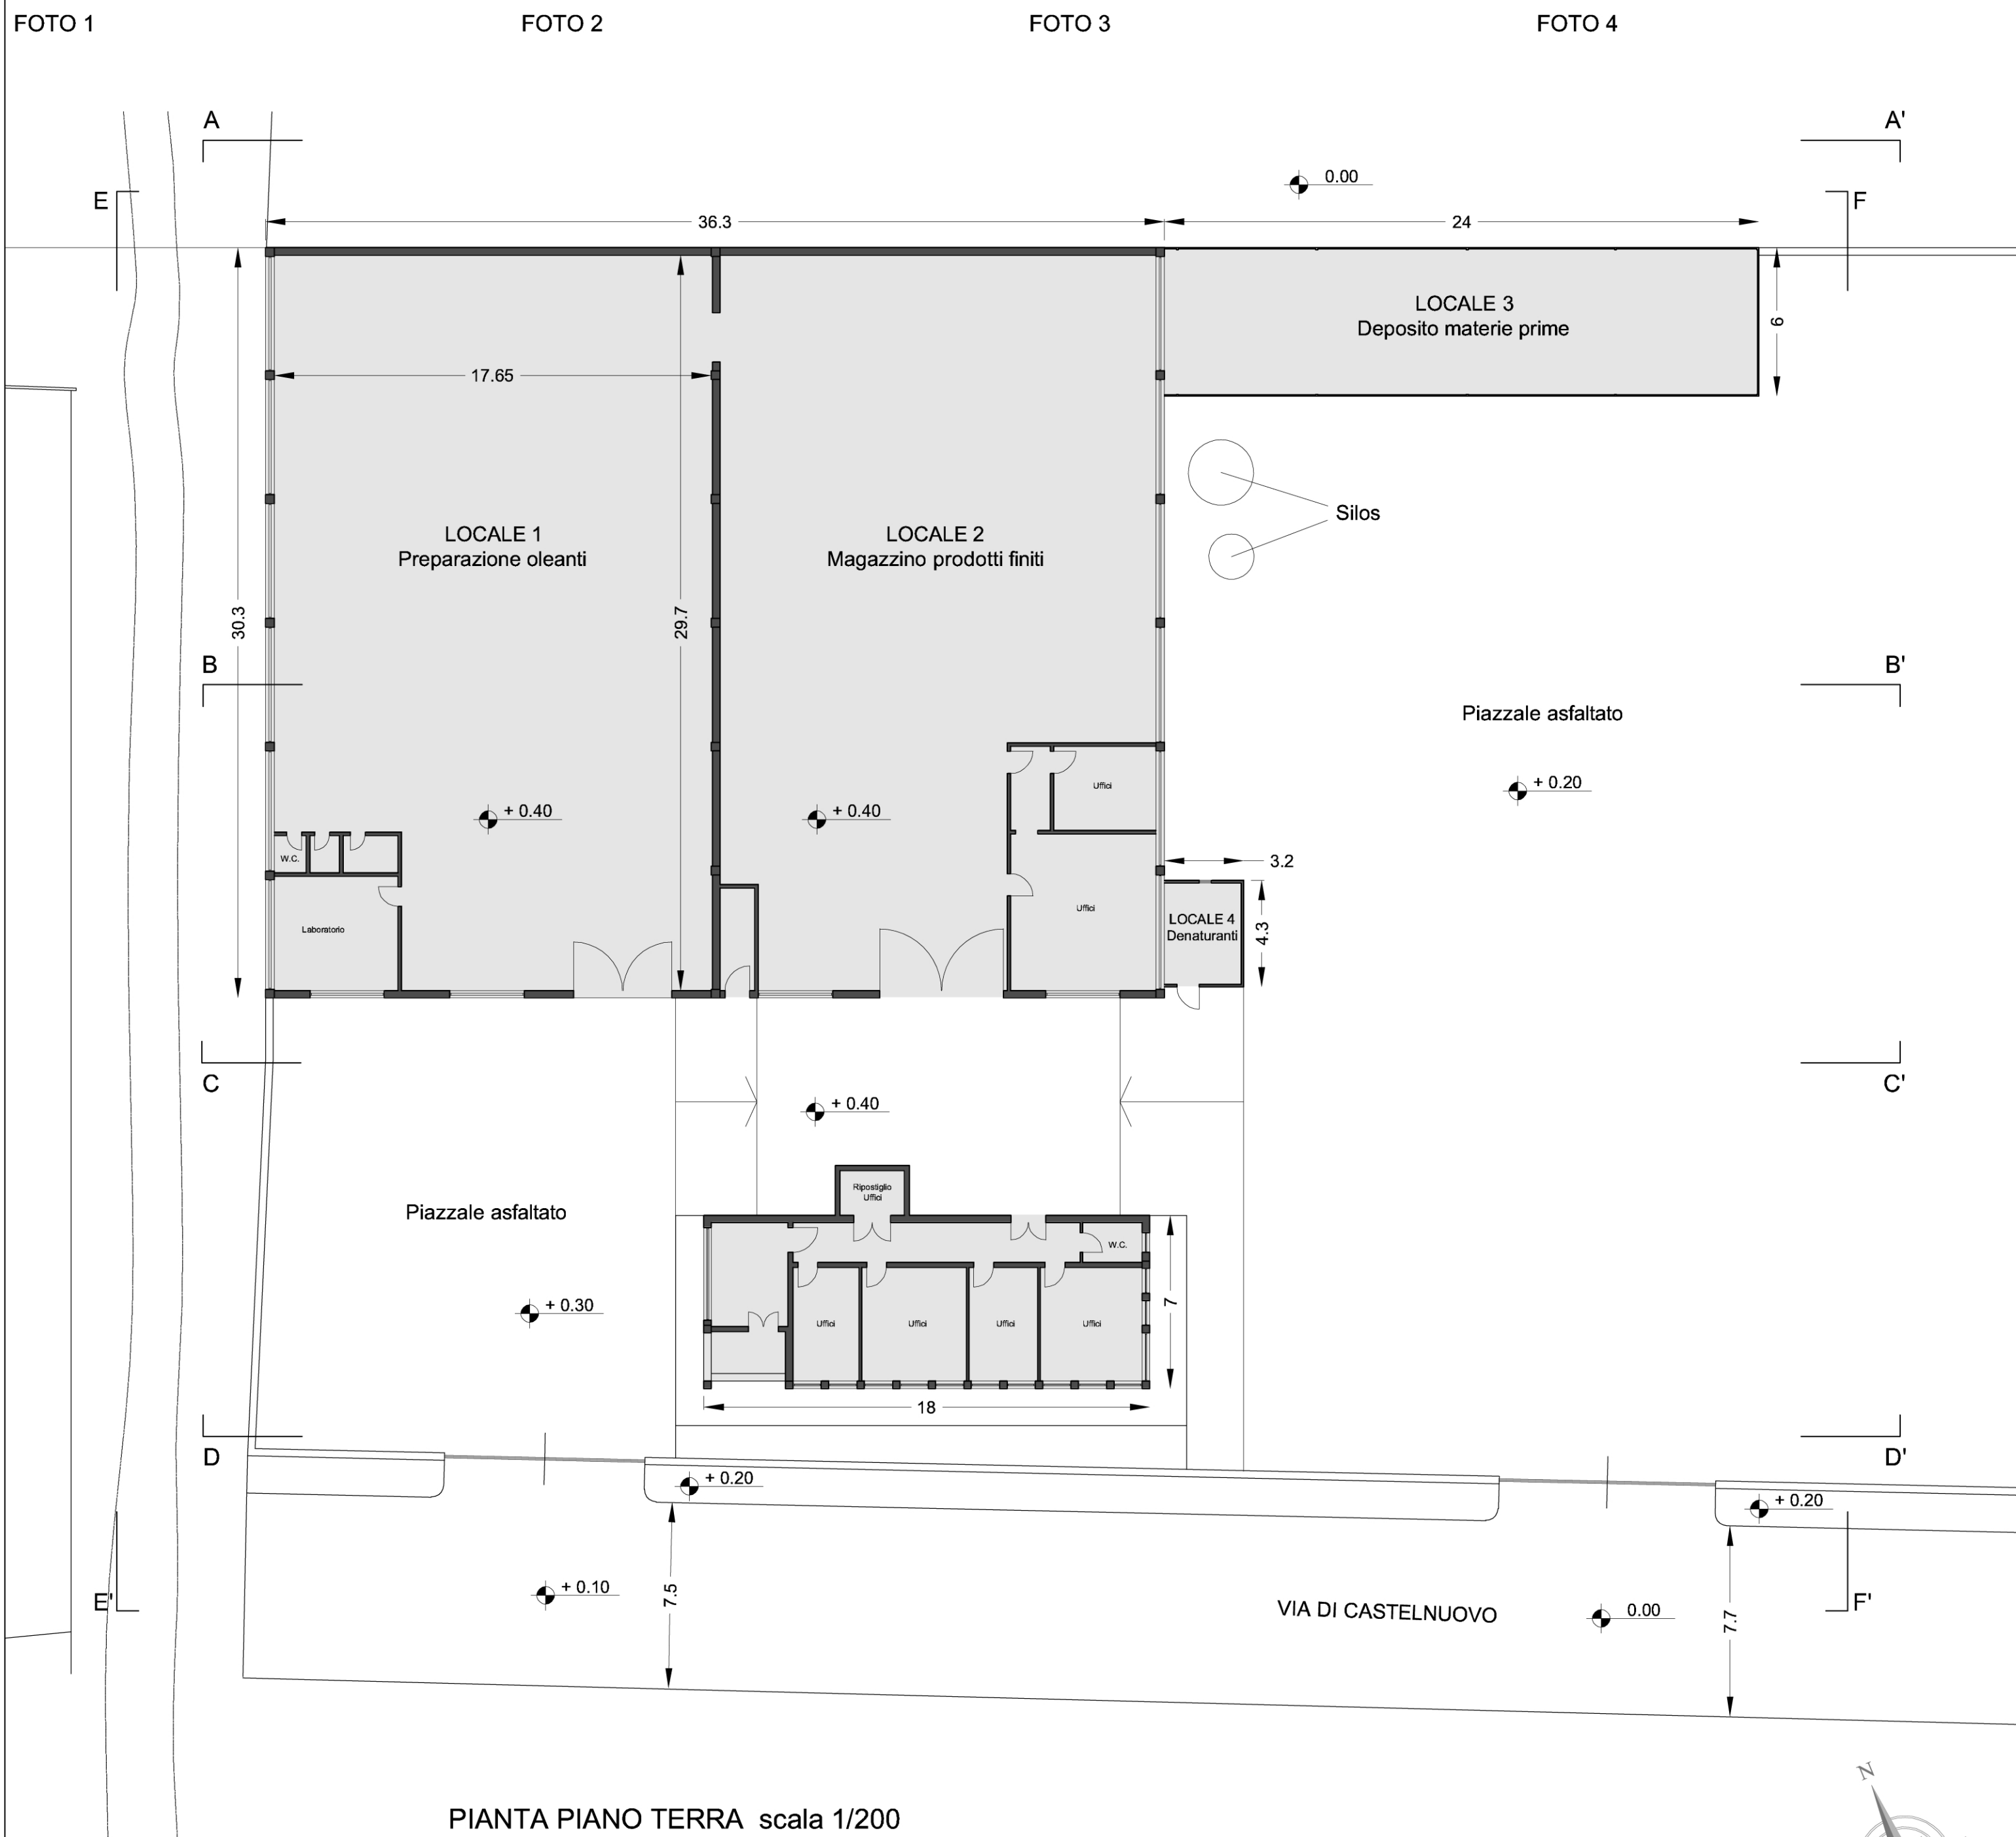 FOTO 1
FOTO 2
FOTO 3
FOTO 4
A
A'
E
F
0.00
36.3
24
LOCALE 3
Deposito materie prime
6
17.65
Silos
LOCALE 1
Preparazione oleanti
LOCALE 2
Magazzino prodotti finiti
30.3
29.7
B
B'
Piazzale asfaltato
+ 0.20
Uffici
+ 0.40
+ 0.40
W.C.
3.2
Uffici
LOCALE 4
Denaturanti
4.3
Laboratorio
C
C'
+ 0.40
Ripostiglio
Uffici
Piazzale asfaltato
W.C.
+ 0.30
Uffici
Uffici
Uffici
Uffici
7
18
D
D'
+ 0.20
+ 0.20
E'
+ 0.10
7.5
VIA DI CASTELNUOVO
0.00
7.7
F'
N
PIANTA PIANO TERRA scala 1/200